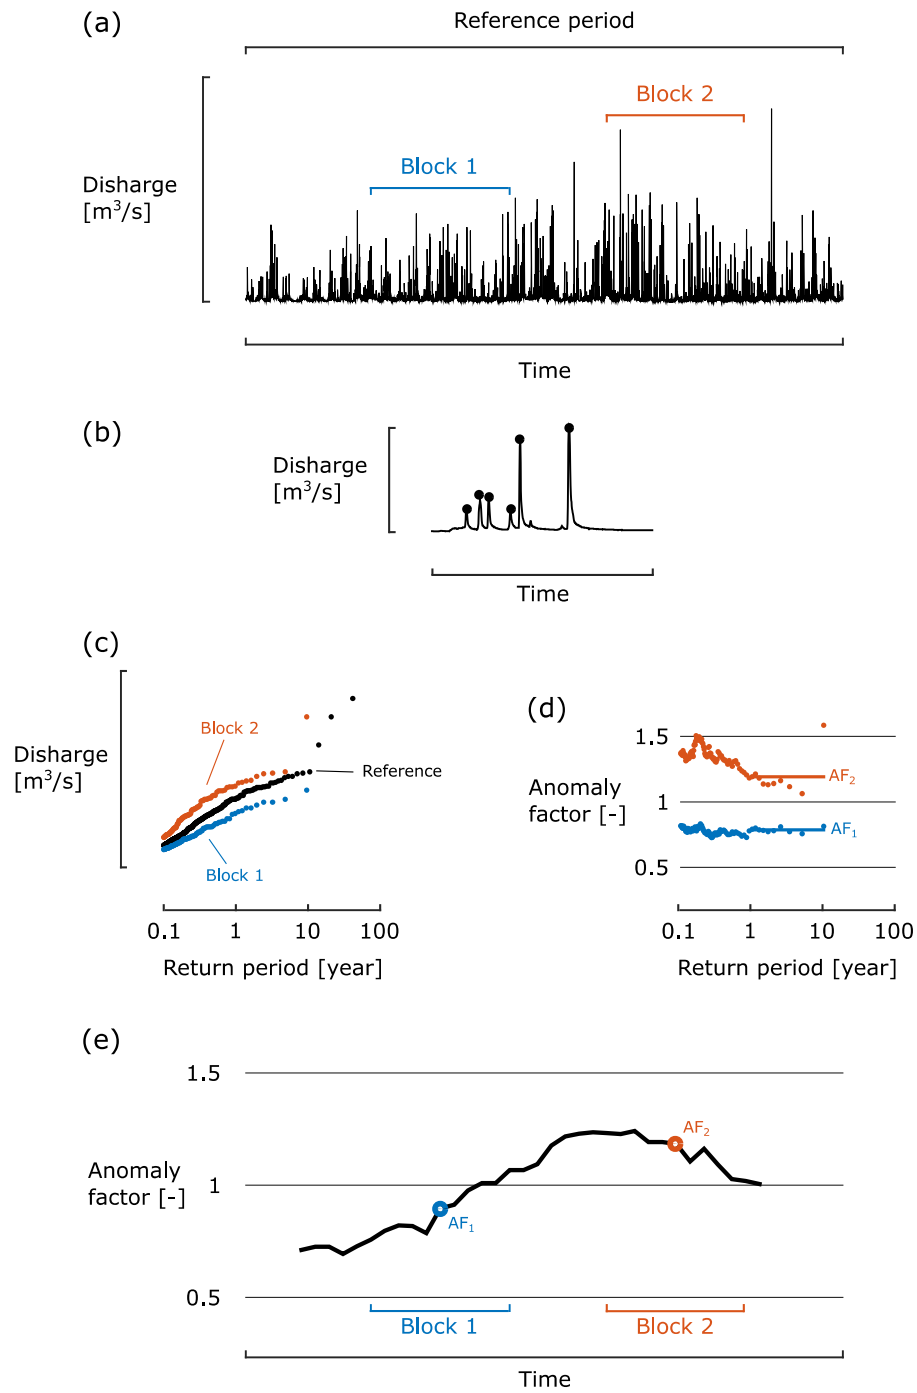 (a)
Reference period
Block 2
Block 1
Disharge
[m³/s]
Time
(b)
Disharge
[m³/s]
Time
(c)
Block 2
Disharge
[m³/s]
Reference
Block 1
0.1 1 10 100
Return period [year]
(d)
1.5
Anomaly
factor [-]
1
0.5
AF₂
AF₁
0.1 1 10 100
Return period [year]
(e)
1.5
AF₂
Anomaly
factor [-]
1
AF₁
0.5
Block 1
Block 2
Time